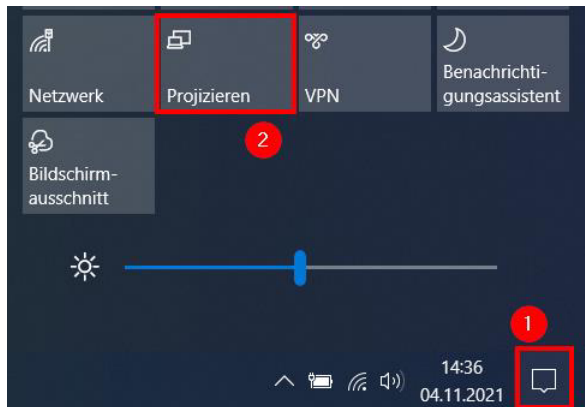 Netzwerk
Projizieren
VPN
Benachrichti-
gungsassistent
2
Bildschirm-
ausschnitt
1
14:36
04.11.2021